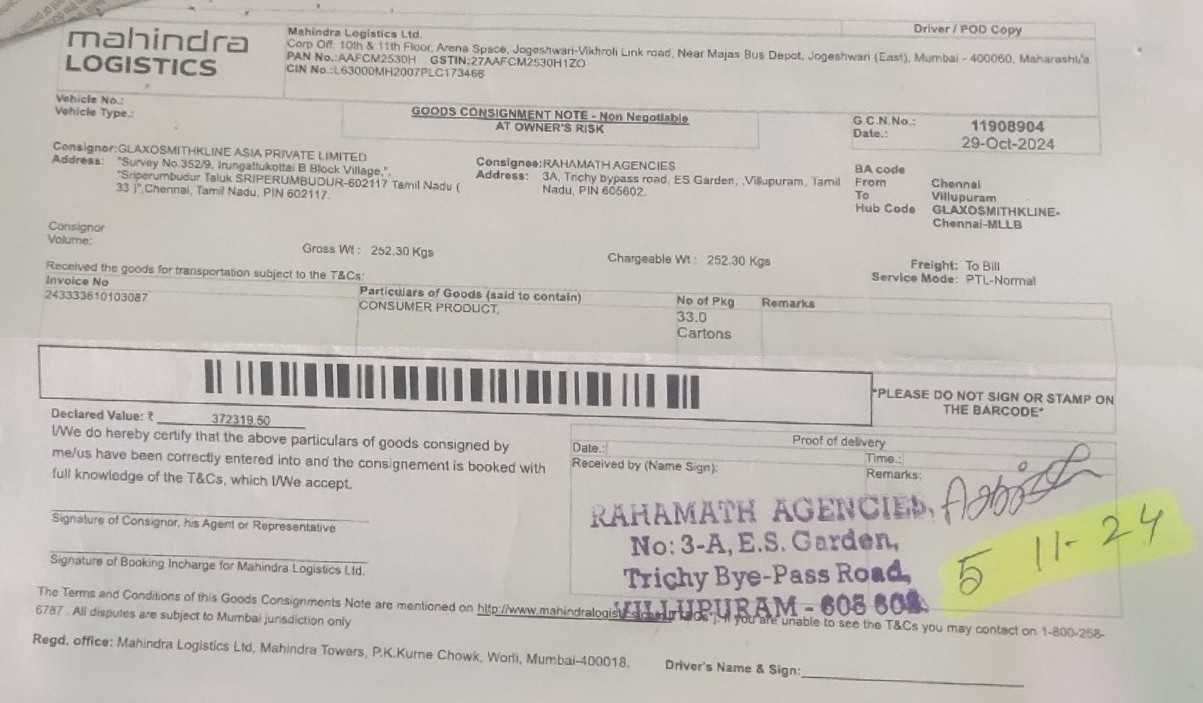 mahindra
LOGISTICS
Mahindra Logistics Ltd.
Corp Off: 10th & 11th Floor, Arena Space, Jogeshwari-Vikhroli Link road, Near Majas Bus Depot, Jogeshwari (East), Mumbai - 400060, Maharashtra
PAN No.:AAFCM2530H GSTIN:27AAFCM2530H1ZO
CIN No.:L63000MH2007PLC173466
Driver / POD Copy
Vehicle No.:
Vehicle Type.:
GOODS CONSIGNMENT NOTE - Non Negotiable
AT OWNER'S RISK
G.C.N.No.: 11908904
Date.: 29-Oct-2024
Consignor:GLAXOSMITHKLINE ASIA PRIVATE LIMITED
Address: "Survey No.352/9, Irungattukottai B Block Village,",
"Sriperumbudur Taluk SRIPERUMBUDUR-602117 Tamil Nadu (
33 )",Chennai, Tamil Nadu, PIN 602117.
Consignee:RAHAMATH AGENCIES
Address: 3A, Trichy bypass road, ES Garden, ,Villupuram, Tamil
Nadu, PIN 605602.
BA code
From Chennai
To Villupuram
Hub Code GLAXOSMITHKLINE-
Chennai-MLLB
Consignor
Volume:
Gross Wt : 252.30 Kgs
Chargeable Wt : 252.30 Kgs
Freight: To Bill
Service Mode: PTL-Normal
Received the goods for transportation subject to the T&Cs:
Invoice No Particulars of Goods (said to contain) No of Pkg Remarks
243333610103087 CONSUMER PRODUCT, 33.0
Cartons
*PLEASE DO NOT SIGN OR STAMP ON
THE BARCODE*
Declared Value: ₹ 372319.50
I/We do hereby certify that the above particulars of goods consigned by
me/us have been correctly entered into and the consignement is booked with
full knowledge of the T&Cs, which I/We accept.
Signature of Consignor, his Agent or Representative
Signature of Booking Incharge for Mahindra Logistics Ltd.
Proof of delivery
Date.: Time.:
Received by (Name Sign): Remarks:
RAHAMATH AGENCIES,
No: 3-A, E.S. Garden,
Trichy Bye-Pass Road,
VILLUPURAM - 605 602.
5 11-24
The Terms and Conditions of this Goods Consignments Note are mentioned on http://www.mahindralogist if you are unable to see the T&Cs you may contact on 1-800-258-
6787 . All disputes are subject to Mumbai jurisdiction only
Regd. office: Mahindra Logistics Ltd, Mahindra Towers, P.K.Kurne Chowk, Worli, Mumbai-400018.
Driver's Name & Sign: